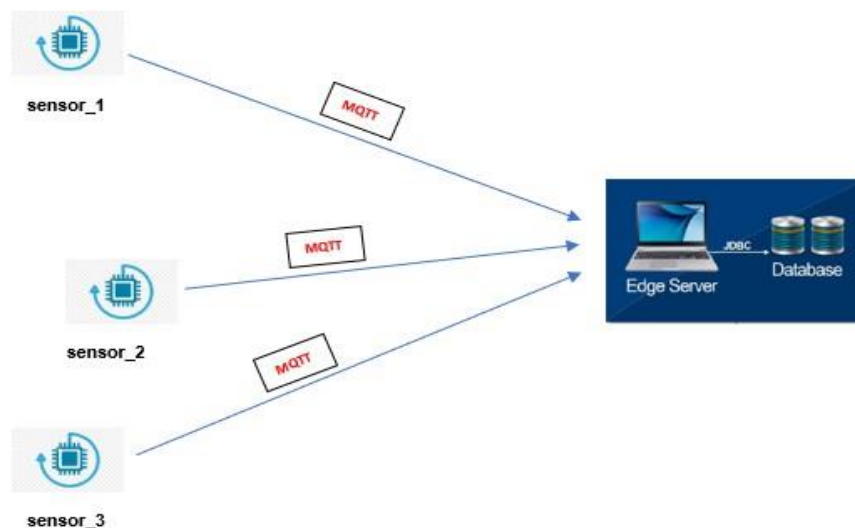 sensor_1
MQTT
MQTT
JDBC
Edge Server
Database
sensor_2
MQTT
sensor_3